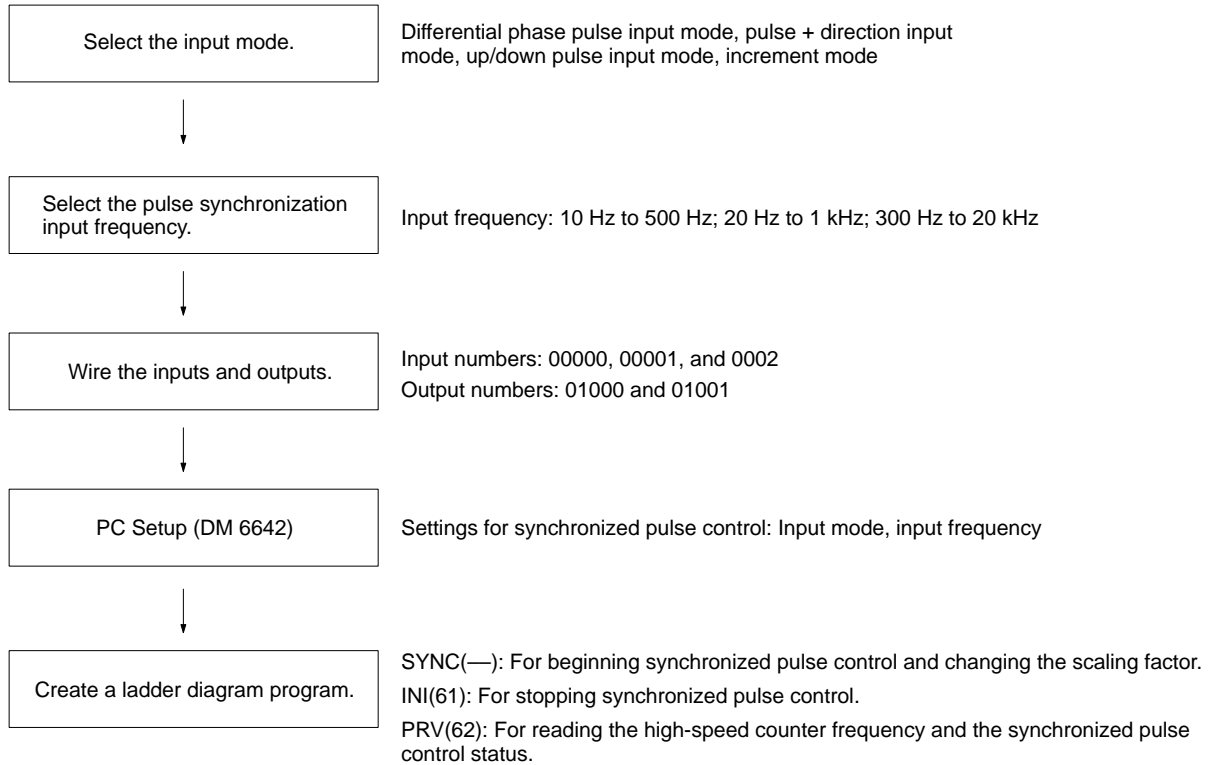 Select the input mode.
Differential phase pulse input mode, pulse + direction input
mode, up/down pulse input mode, increment mode
Select the pulse synchronization
input frequency.
Input frequency: 10 Hz to 500 Hz; 20 Hz to 1 kHz; 300 Hz to 20 kHz
Wire the inputs and outputs.
Input numbers: 00000, 00001, and 0002
Output numbers: 01000 and 01001
PC Setup (DM 6642)
Settings for synchronized pulse control: Input mode, input frequency
Create a ladder diagram program.
SYNC(—): For beginning synchronized pulse control and changing the scaling factor.
INI(61): For stopping synchronized pulse control.
PRV(62): For reading the high-speed counter frequency and the synchronized pulse
control status.